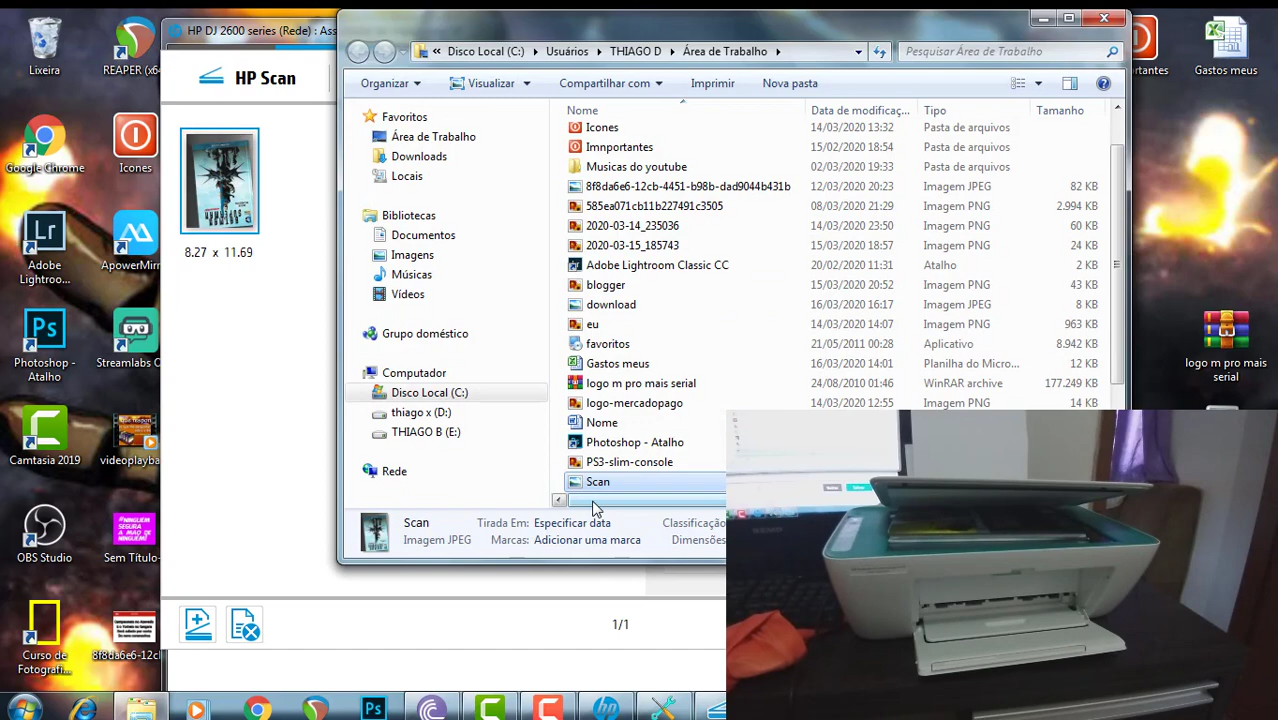 Lixeira
REAPER (x64
Google Chrome
Icones
Adobe
Lightroo...
ApowerMirr
Photoshop -
Atalho
Streamlabs O
Camtasia 2019
videoplayba
OBS Studio
Sem Título-
Curso de
Fotografi...
8f8da6e6-12cb
HP DJ 2600 series (Rede) : Ass
HP Scan
8.27 x 11.69
1/1
Disco Local (C:)
Usuários
THIAGO D
Área de Trabalho
Pesquisar Área de Trabalho
Organizar
Visualizar
Compartilhar com
Imprimir
Nova pasta
Favoritos
Área de Trabalho
Downloads
Locais
Bibliotecas
Documentos
Imagens
Músicas
Vídeos
Grupo doméstico
Computador
Disco Local (C:)
thiago x (D:)
THIAGO B (E:)
Rede
Nome Data de modificaç... Tipo Tamanho
Icones 14/03/2020 13:32 Pasta de arquivos
Imnportantes 15/02/2020 18:54 Pasta de arquivos
Musicas do youtube 02/03/2020 19:33 Pasta de arquivos
8f8da6e6-12cb-4451-b98b-dad9044b431b 12/03/2020 20:23 Imagem JPEG 82 KB
585ea071cb11b227491c3505 08/03/2020 21:29 Imagem PNG 2.994 KB
2020-03-14_235036 14/03/2020 23:50 Imagem PNG 60 KB
2020-03-15_185743 15/03/2020 18:57 Imagem PNG 24 KB
Adobe Lightroom Classic CC 20/02/2020 11:31 Atalho 2 KB
blogger 15/03/2020 20:52 Imagem PNG 43 KB
download 16/03/2020 16:17 Imagem JPEG 8 KB
eu 14/03/2020 14:07 Imagem PNG 963 KB
favoritos 21/05/2011 00:28 Aplicativo 8.942 KB
Gastos meus 16/03/2020 14:01 Planilha do Micro... 12 KB
logo m pro mais serial 24/08/2010 01:46 WinRAR archive 177.249 KB
logo-mercadopago 14/03/2020 12:55 Imagem PNG 14 KB
Nome
Photoshop - Atalho
PS3-slim-console
Scan
Scan Tirada Em: Especificar data Classificação
Imagem JPEG Marcas: Adicionar uma marca Dimensões
ortantes
Gastos meus
logo m pro mais
serial